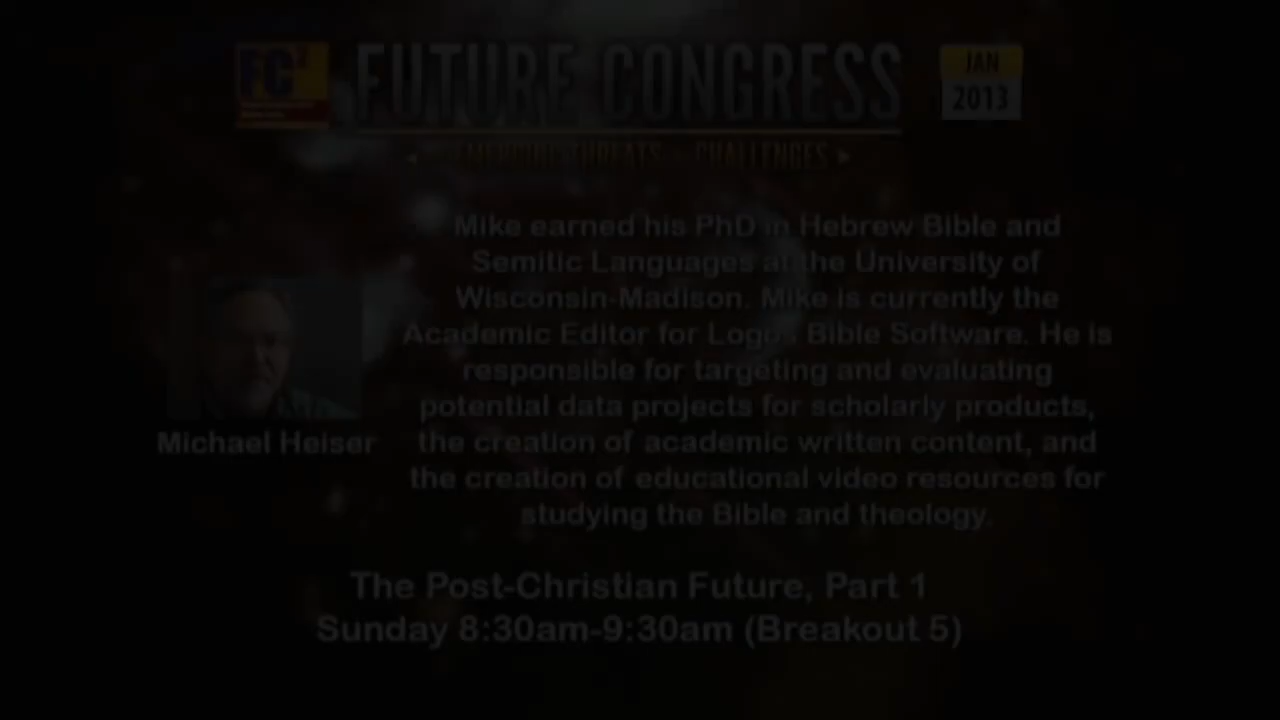 FC²
FUTURE CONGRESS
JAN
2013
EMERGING THREATS CHALLENGES
Mike earned his PhD in Hebrew Bible and
Semitic Languages at the University of
Wisconsin-Madison. Mike is currently the
Academic Editor for Logos Bible Software. He is
responsible for targeting and evaluating
potential data projects for scholarly products,
the creation of academic written content, and
the creation of educational video resources for
studying the Bible and theology.
Michael Heiser
The Post-Christian Future, Part 1
Sunday 8:30am-9:30am (Breakout 5)